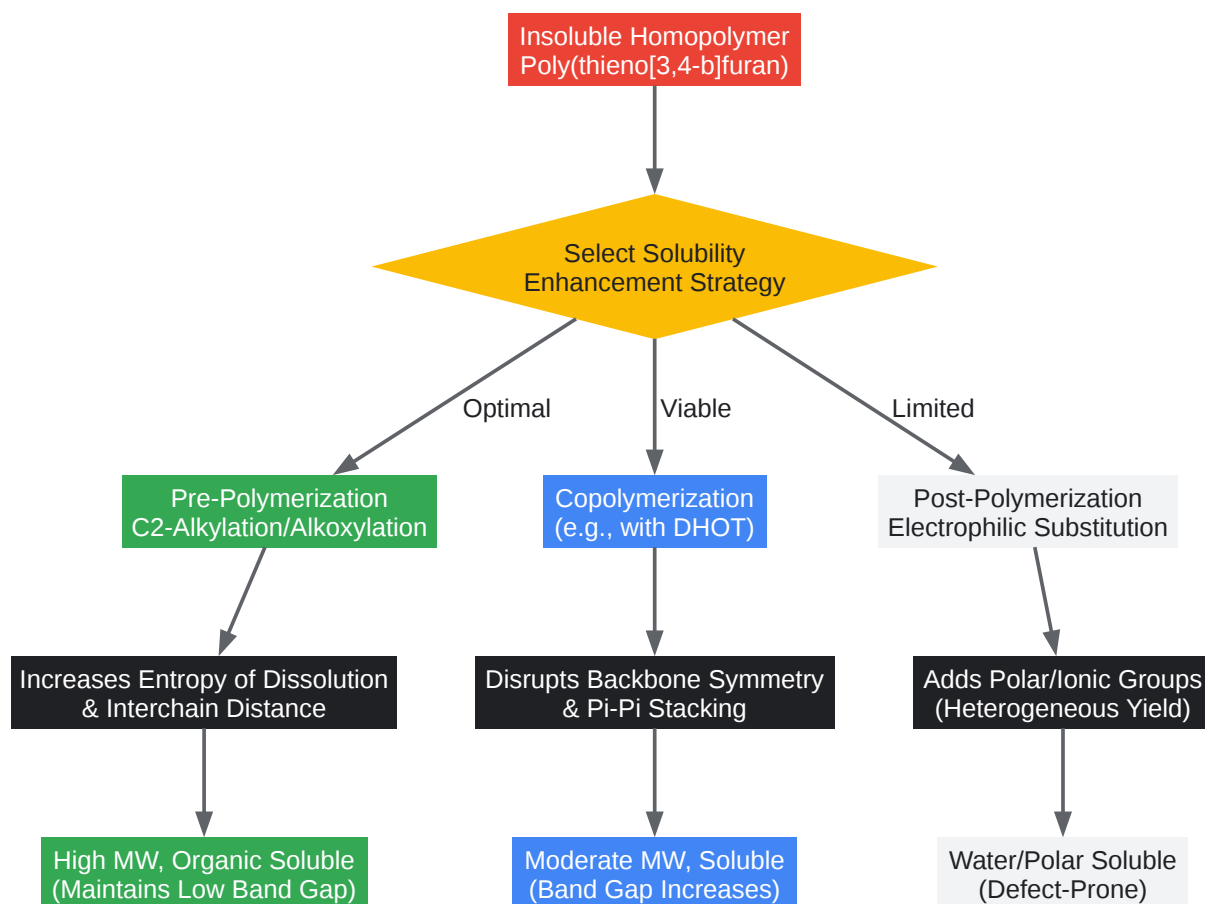 Insoluble Homopolymer
Poly(thieno[3,4-b]furan)
Select Solubility
Enhancement Strategy
Optimal
Viable
Limited
Pre-Polymerization
C2-Alkylation/Alkoxylation
Copolymerization
(e.g., with DHOT)
Post-Polymerization
Electrophilic Substitution
Increases Entropy of Dissolution
& Interchain Distance
Disrupts Backbone Symmetry
& Pi-Pi Stacking
Adds Polar/Ionic Groups
(Heterogeneous Yield)
High MW, Organic Soluble
(Maintains Low Band Gap)
Moderate MW, Soluble
(Band Gap Increases)
Water/Polar Soluble
(Defect-Prone)